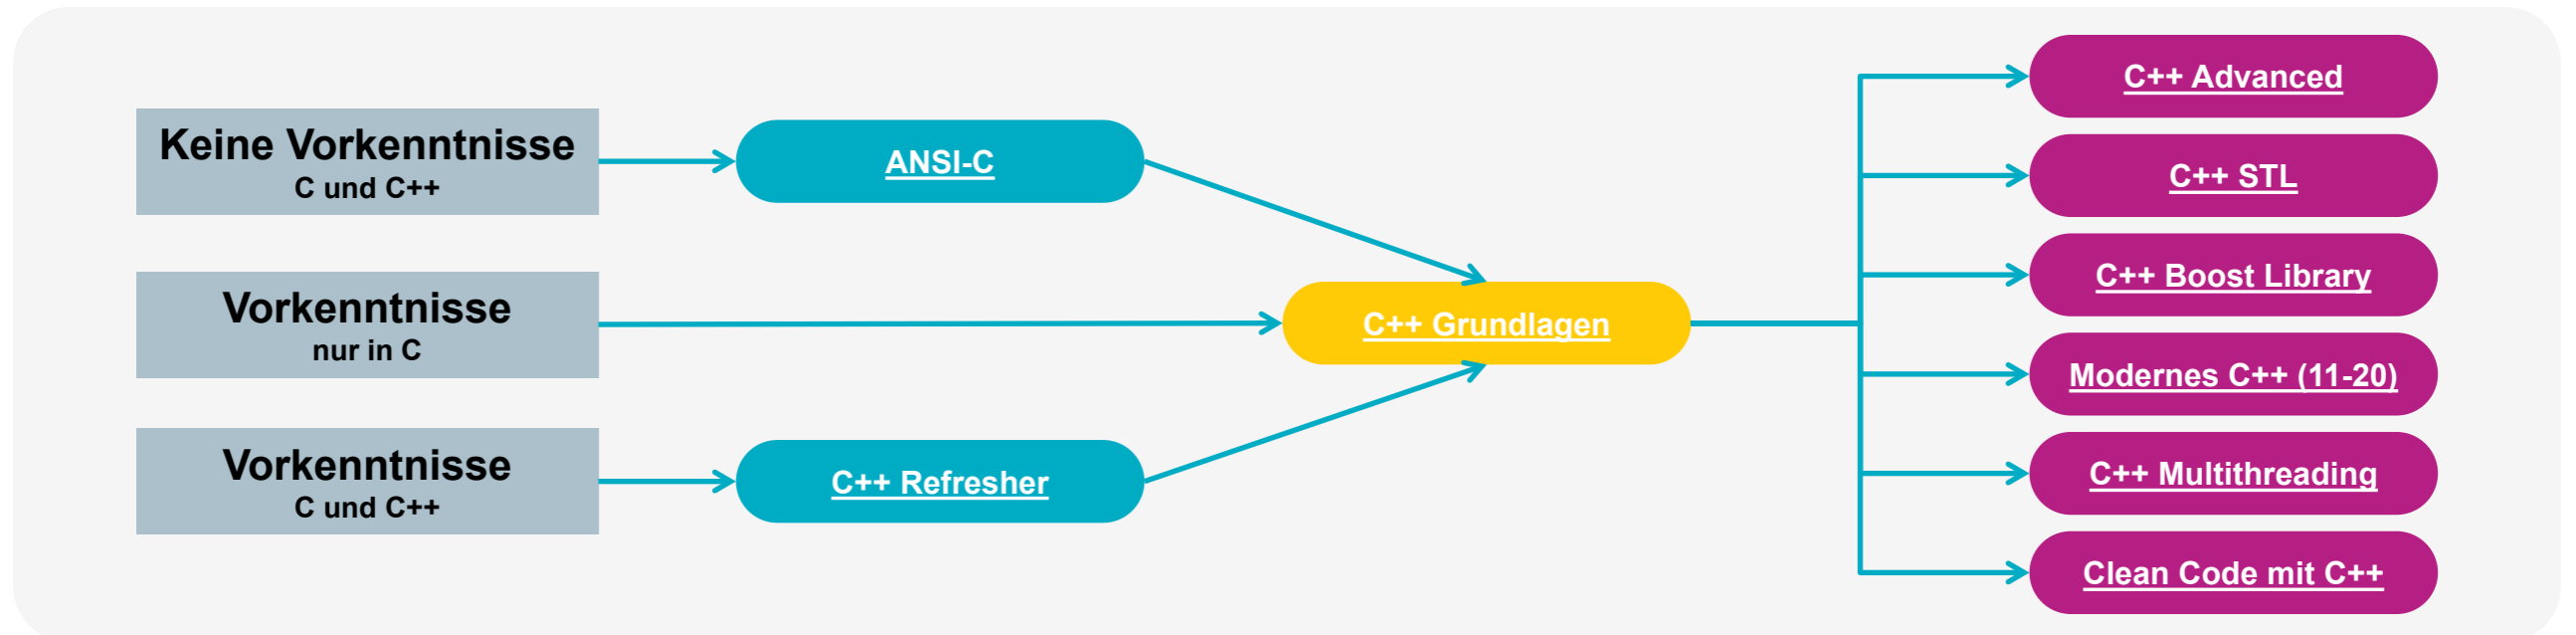 Keine Vorkenntnisse
C und C++
ANSI-C
Vorkenntnisse
nur in C
C++ Grundlagen
Vorkenntnisse
C und C++
C++ Refresher
C++ Advanced
C++ STL
C++ Boost Library
Modernes C++ (11-20)
C++ Multithreading
Clean Code mit C++